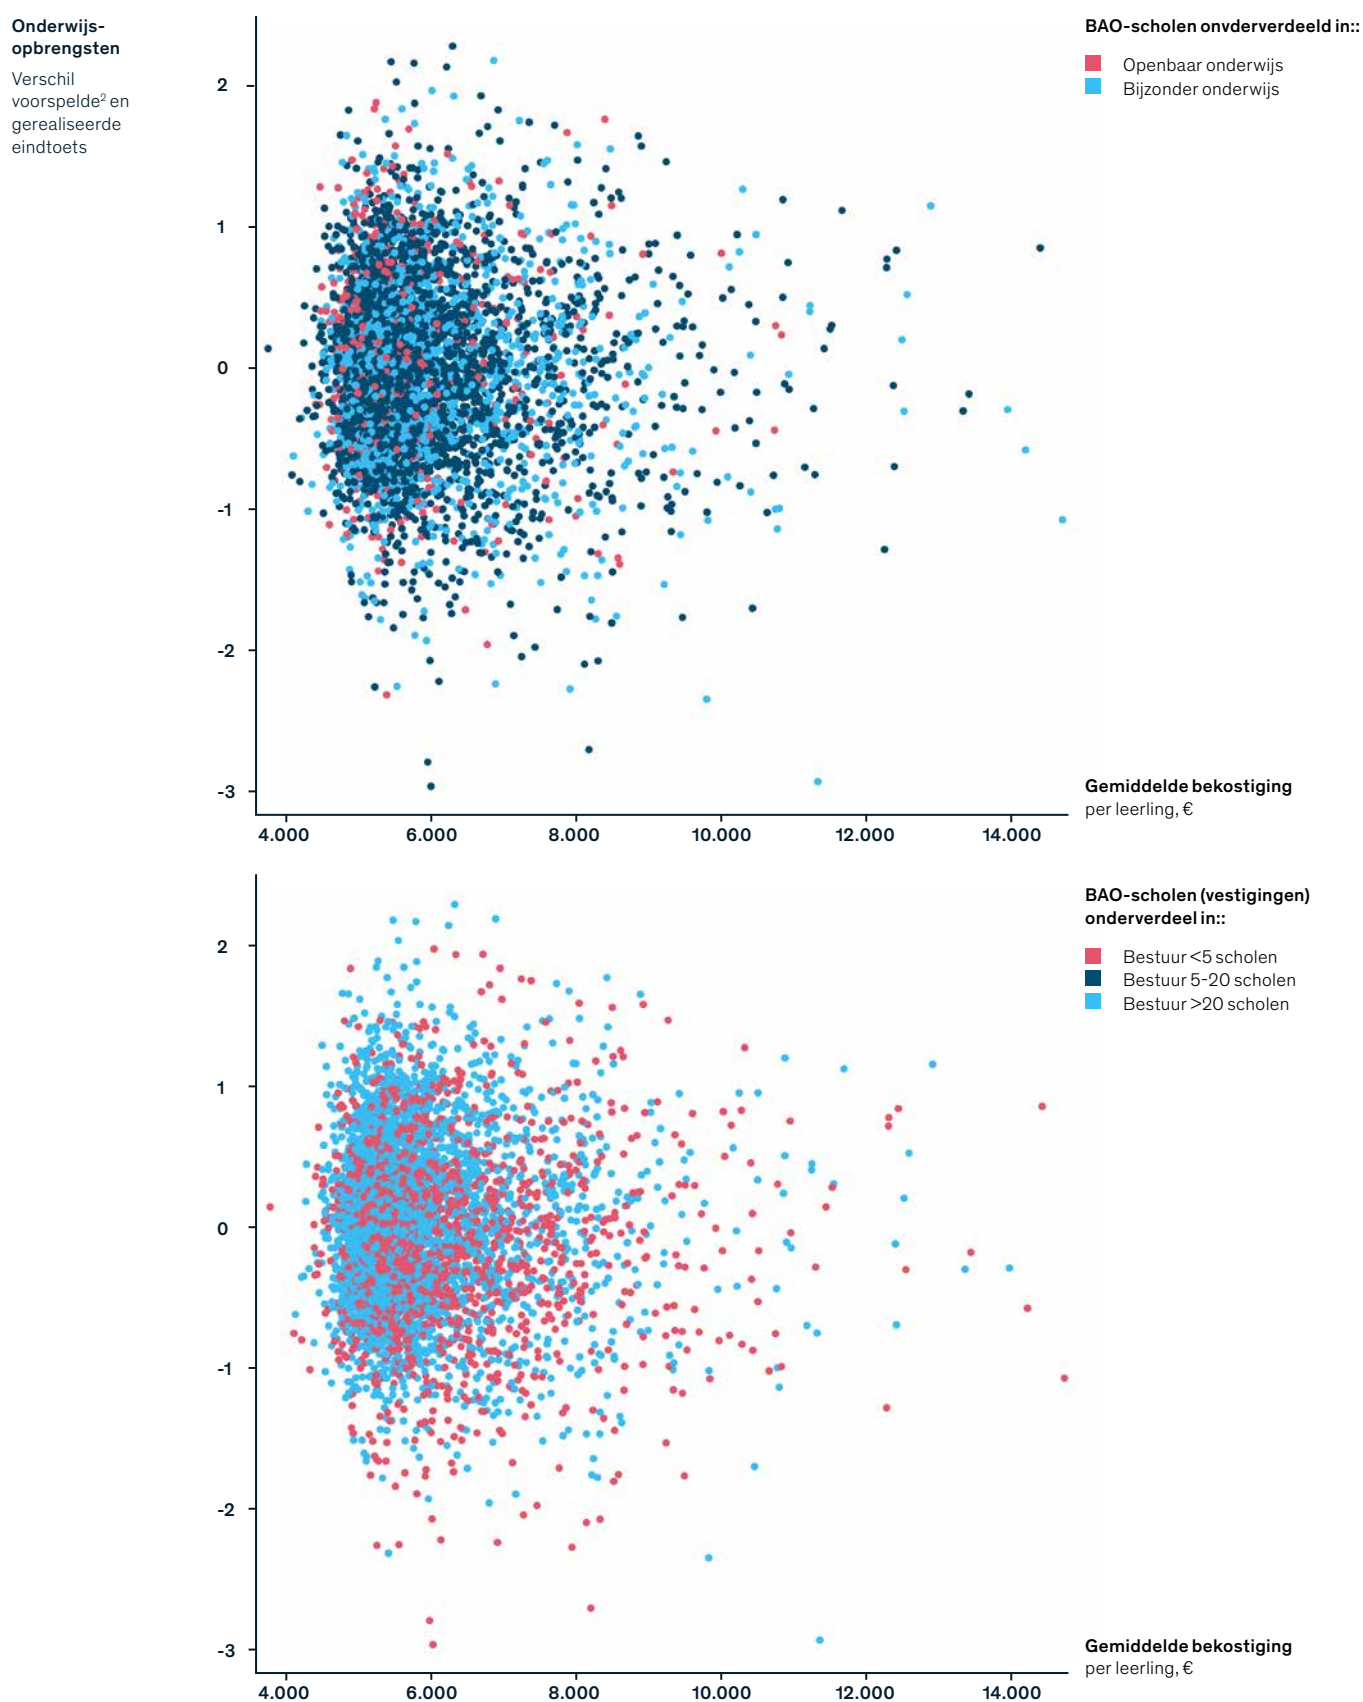 Onderwijs-
opbrengsten
Verschil
voorspelde² en
gerealiseerde
eindtoets
2
1
0
-1
-2
-3
4.000 6.000 8.000 10.000 12.000 14.000
BAO-scholen onvderverdeeld in::
Openbaar onderwijs
Bijzonder onderwijs
Gemiddelde bekostiging
per leerling, €
2
1
0
-1
-2
-3
4.000 6.000 8.000 10.000 12.000 14.000
BAO-scholen (vestigingen)
onderverdeel in::
Bestuur <5 scholen
Bestuur 5-20 scholen
Bestuur >20 scholen
Gemiddelde bekostiging
per leerling, €